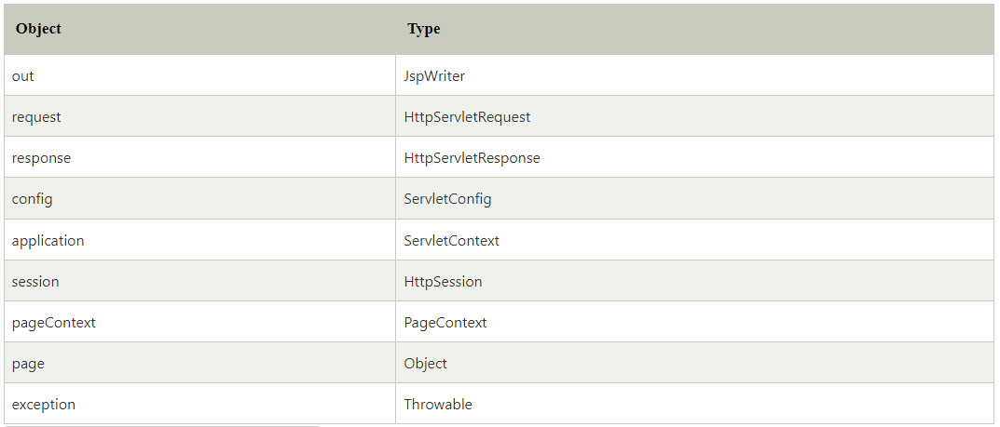 Object Type
out JspWriter
request HttpServletRequest
response HttpServletResponse
config ServletConfig
application ServletContext
session HttpSession
pageContext PageContext
page Object
exception Throwable